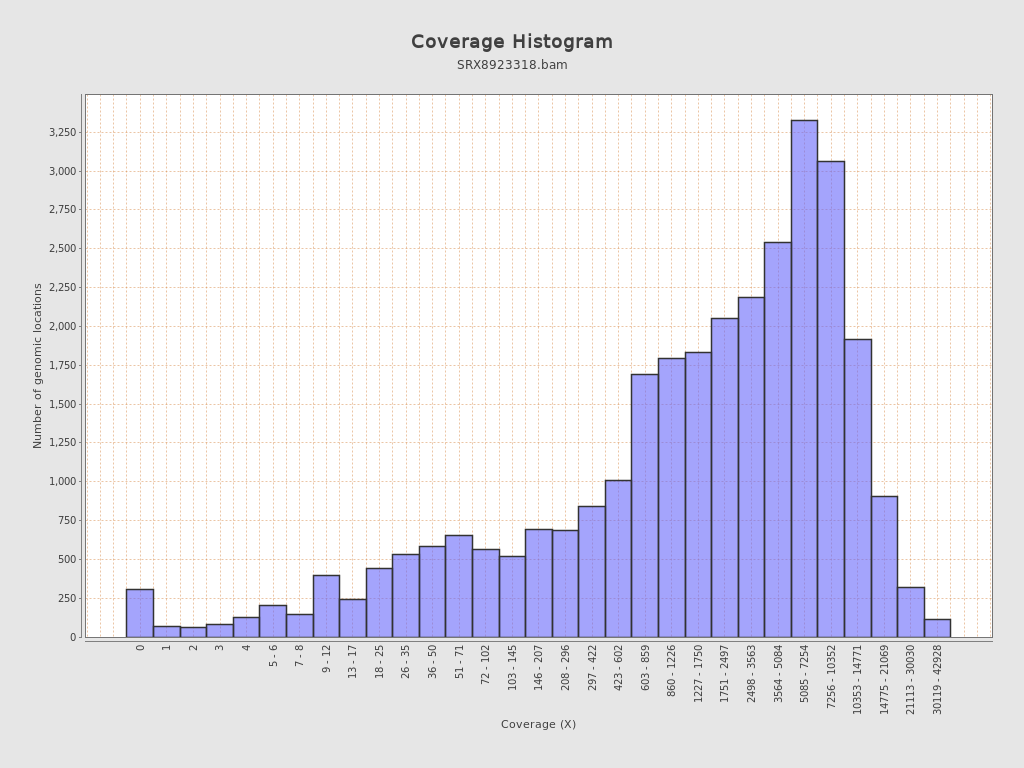 Coverage Histogram
SRX8923318.bam
Number of genomic locations
3,250
3,000
2,750
2,500
2,250
2,000
1,750
1,500
1,250
1,000
750
500
250
0
0
1
2
3
4
5 - 6
7 - 8
9 - 12
13 - 17
18 - 25
26 - 35
36 - 50
51 - 71
72 - 102
103 - 145
146 - 207
208 - 296
297 - 422
423 - 602
603 - 859
860 - 1226
1227 - 1750
1751 - 2497
2498 - 3563
3564 - 5084
5085 - 7254
7256 - 10352
10353 - 14771
14775 - 21069
21113 - 30030
30119 - 42928
Coverage (X)